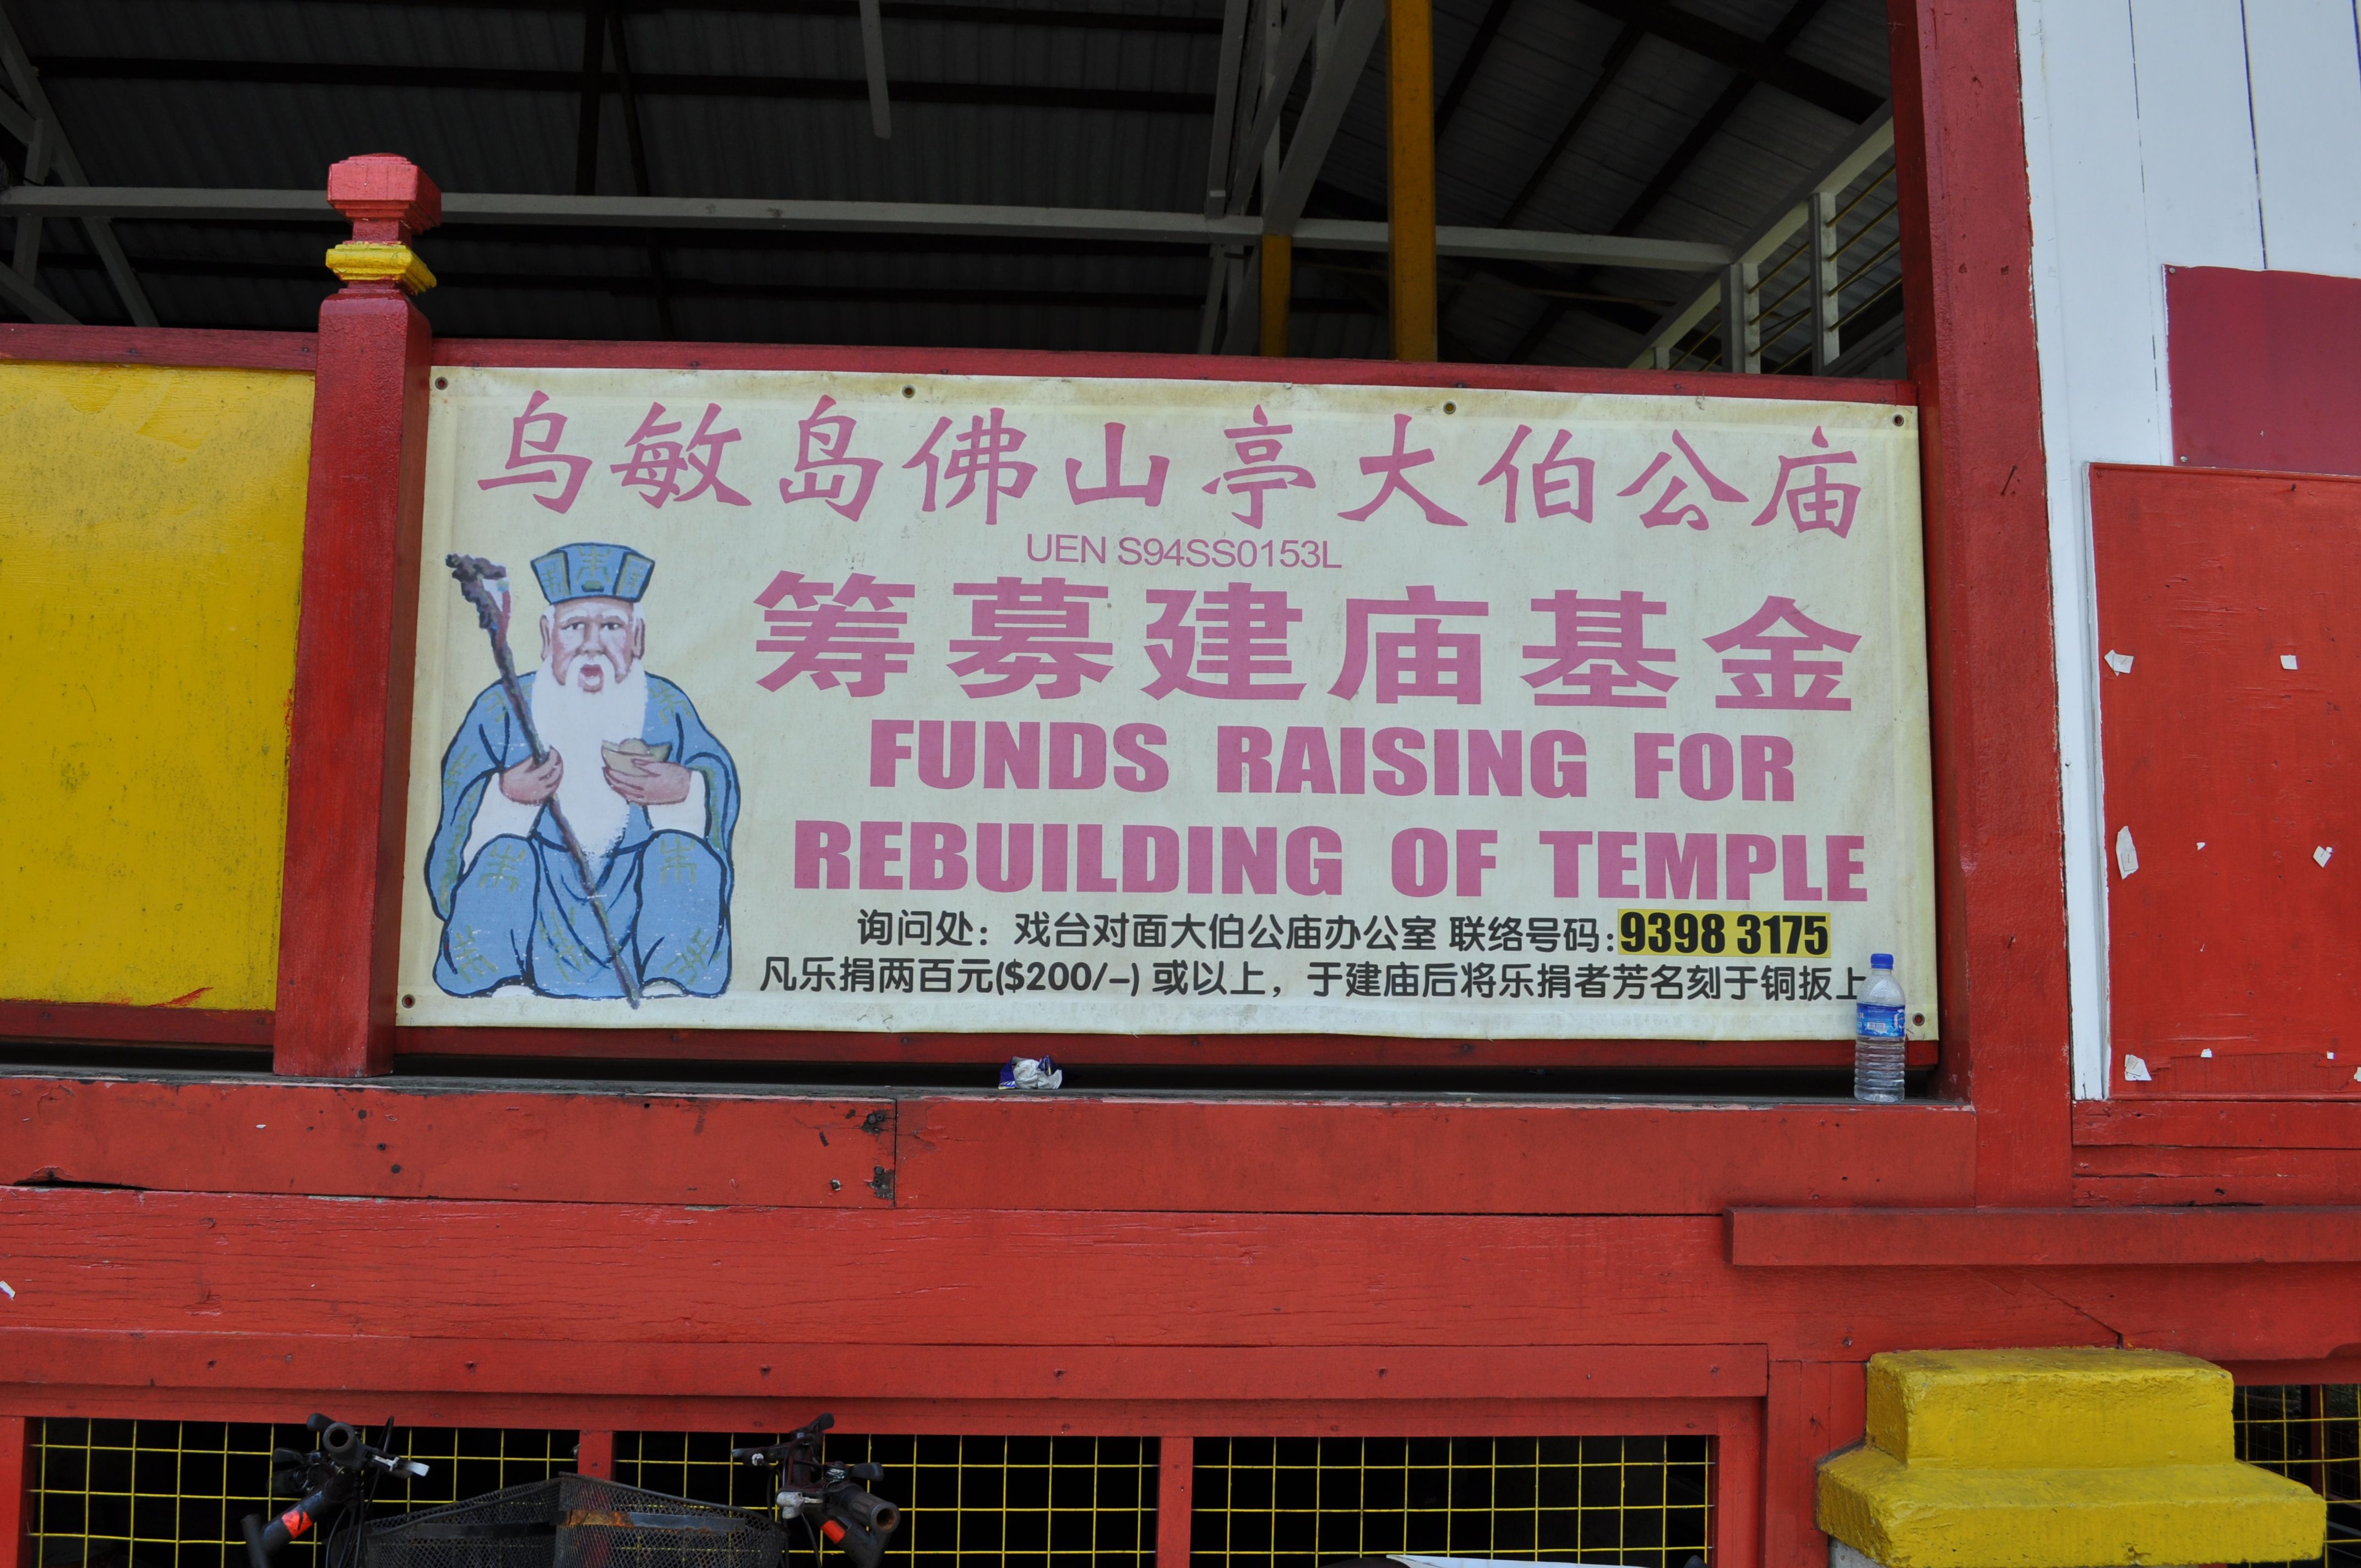 乌敏岛佛山亭大伯公庙
UEN S94SS0153L
筹募建庙基金
FUNDS RAISING FOR
REBUILDING OF TEMPLE
询问处：戏台对面大伯公庙办公室 联络号码:9398 3175
凡乐捐两百元($200/-) 或以上，于建庙后将乐捐者芳名刻于铜扳上